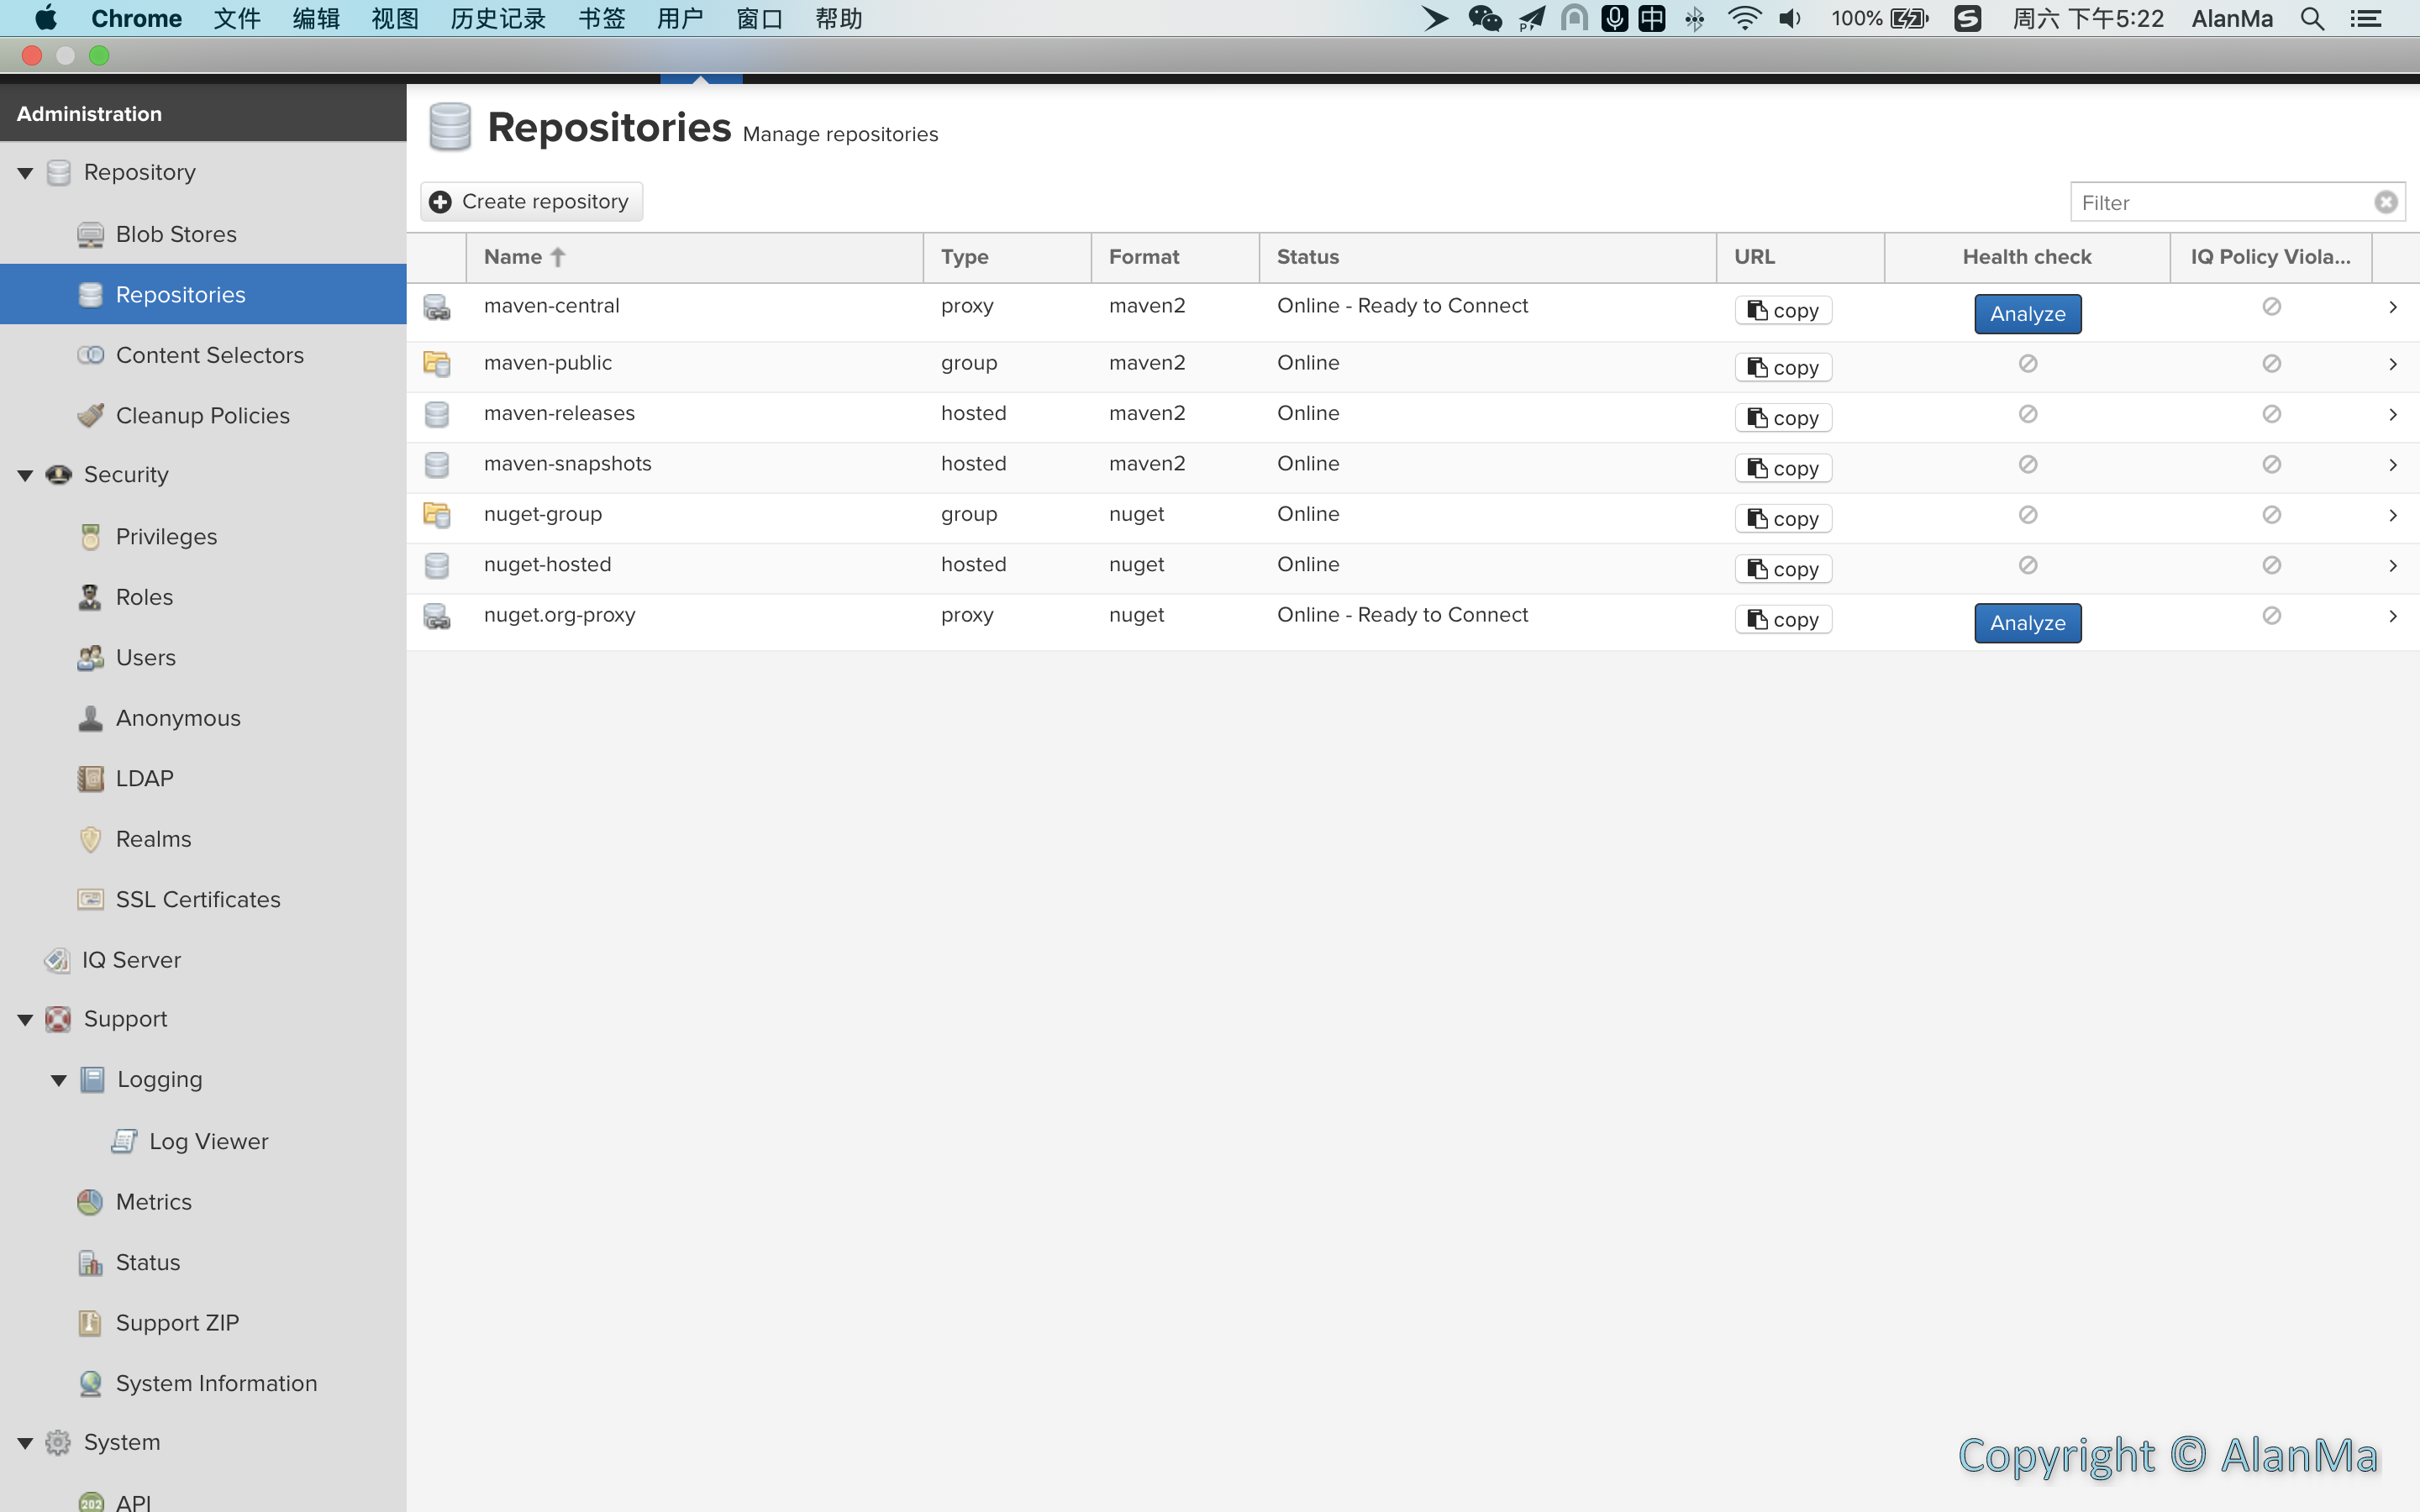 Chrome 文件 编辑 视图 历史记录 书签 用户 窗口 帮助 中 100% 周六 下午5:22 AlanMa
Administration
Repository
Blob Stores
Repositories
Content Selectors
Cleanup Policies
Security
Privileges
Roles
Users
Anonymous
LDAP
Realms
SSL Certificates
IQ Server
Support
Logging
Log Viewer
Metrics
Status
Support ZIP
System Information
System
202 API
Repositories Manage repositories
Create repository Filter
Name Type Format Status URL Health check IQ Policy Viola...
maven-central proxy maven2 Online - Ready to Connect copy Analyze
maven-public group maven2 Online copy
maven-releases hosted maven2 Online copy
maven-snapshots hosted maven2 Online copy
nuget-group group nuget Online copy
nuget-hosted hosted nuget Online copy
nuget.org-proxy proxy nuget Online - Ready to Connect copy Analyze
Copyright © AlanMa